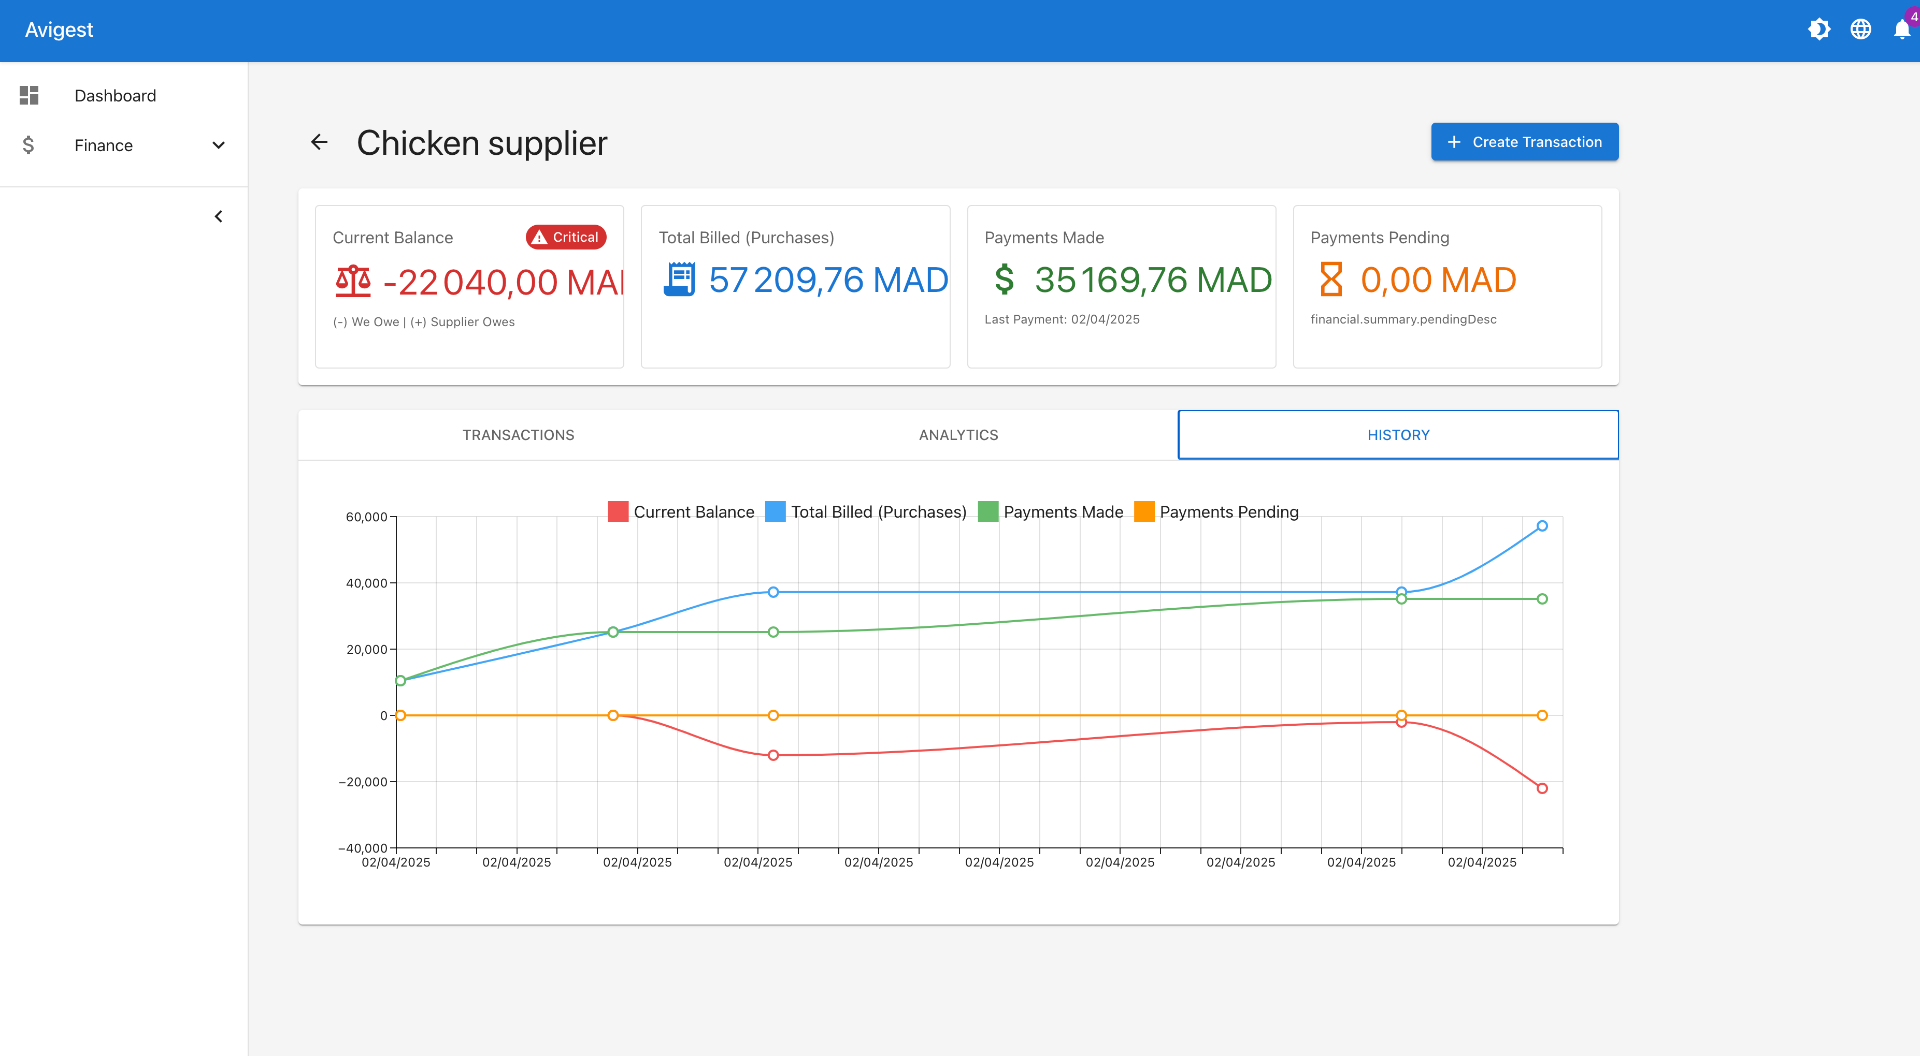 Avigest
4
Dashboard
Finance
Chicken supplier
Create Transaction
Current Balance
Critical
-22 040,00 MA
(-) We Owe | (+) Supplier Owes
Total Billed (Purchases)
57 209,76 MAD
Payments Made
35 169,76 MAD
Last Payment: 02/04/2025
Payments Pending
0,00 MAD
financial.summary.pendingDesc
TRANSACTIONS
ANALYTICS
HISTORY
Current Balance
Total Billed (Purchases)
Payments Made
Payments Pending
60,000
40,000
20,000
0
−20,000
−40,000
02/04/2025
02/04/2025
02/04/2025
02/04/2025
02/04/2025
02/04/2025
02/04/2025
02/04/2025
02/04/2025
02/04/2025